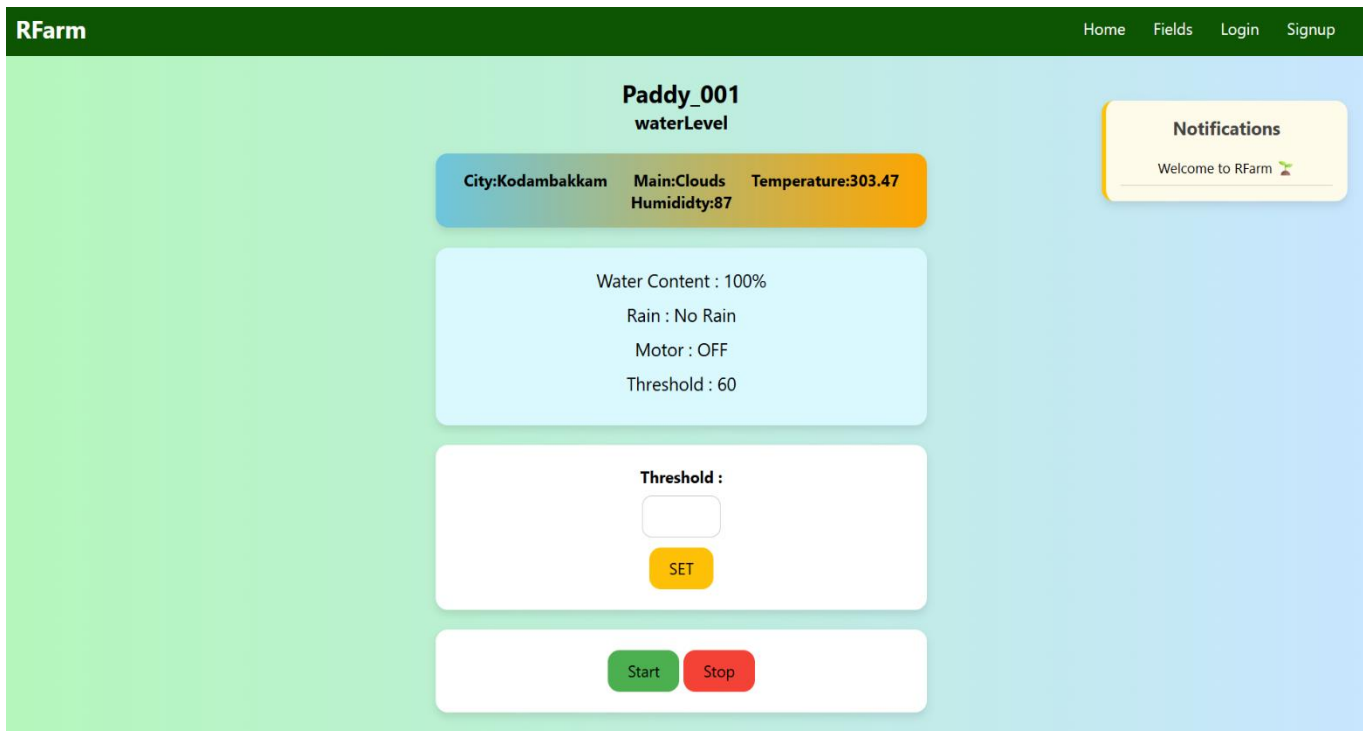 RFarm
Home Fields Login Signup
Paddy_001
waterLevel
City:Kodambakkam Main:Clouds Temperature:303.47
Humididty:87
Notifications
Welcome to RFarm 🌱
Water Content : 100%
Rain : No Rain
Motor : OFF
Threshold : 60
Threshold :
SET
Start Stop